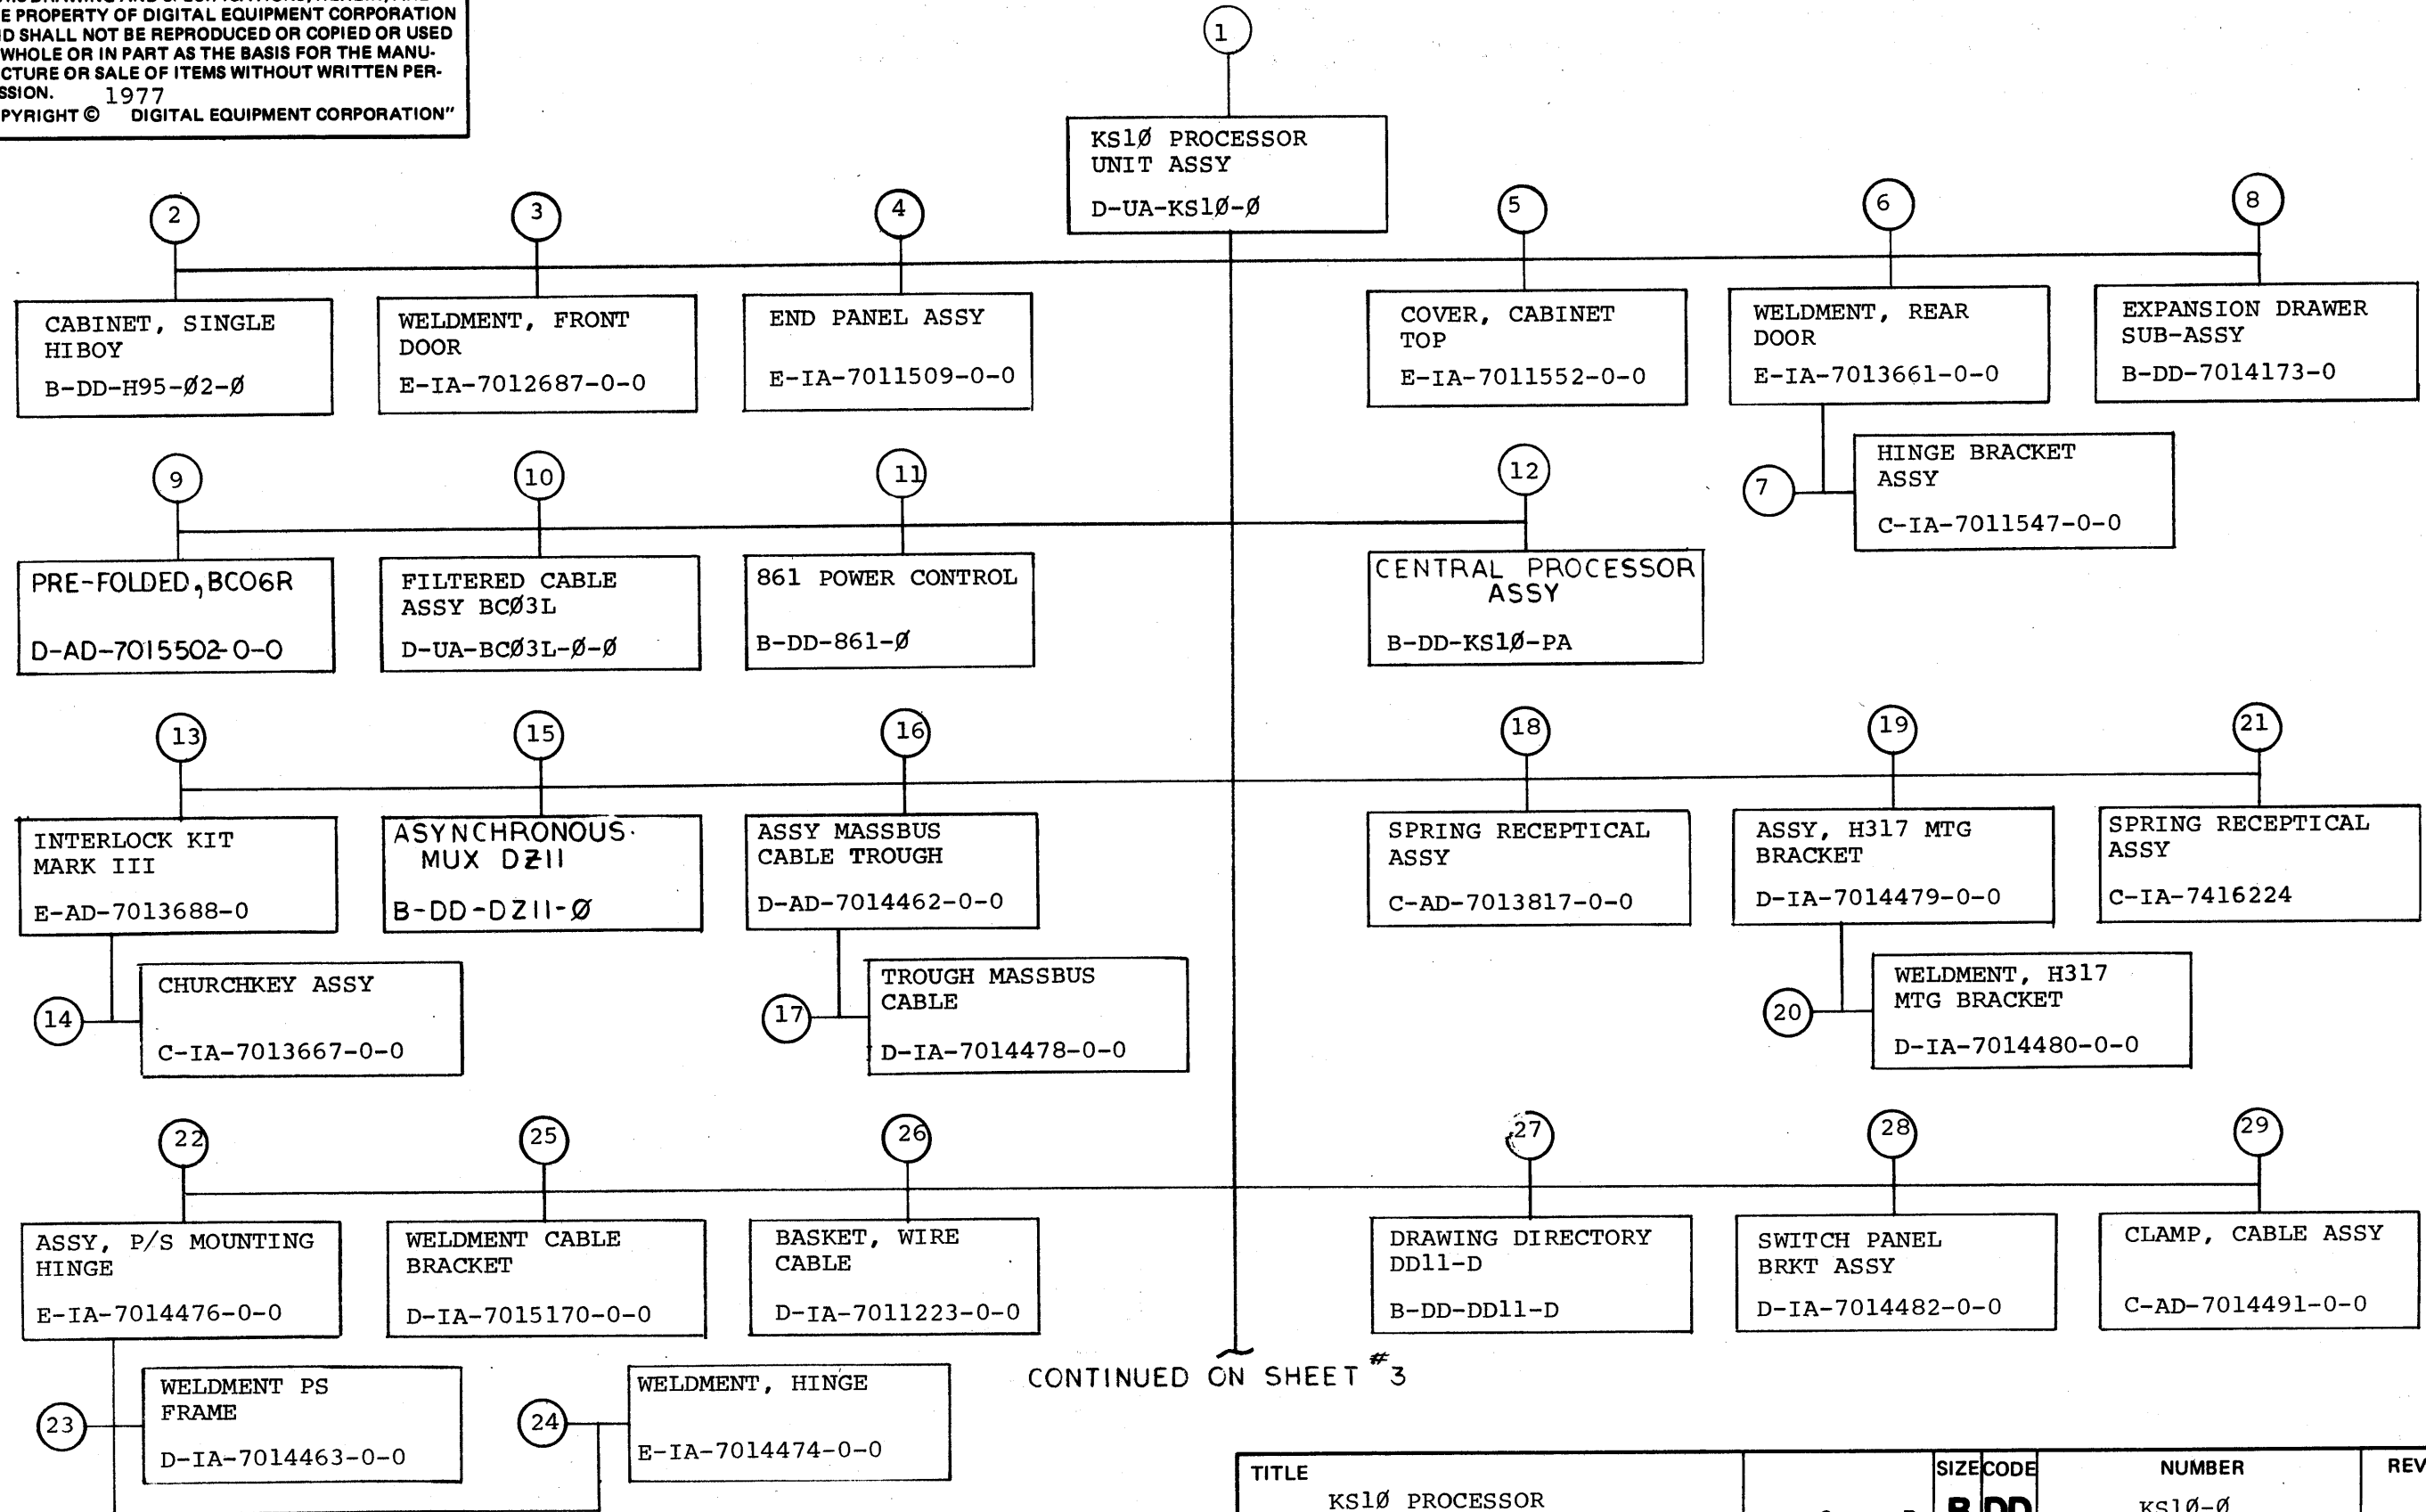 E PROPERTY OF DIGITAL EQUIPMENT CORPORATION
D SHALL NOT BE REPRODUCED OR COPIED OR USED
WHOLE OR IN PART AS THE BASIS FOR THE MANU-
CTURE OR SALE OF ITEMS WITHOUT WRITTEN PER-
SSION. 1977
PYRIGHT © DIGITAL EQUIPMENT CORPORATION"
1
KS1Ø PROCESSOR
UNIT ASSY
D-UA-KS1Ø-Ø
2
CABINET, SINGLE
HIBOY
B-DD-H95-Ø2-Ø
3
WELDMENT, FRONT
DOOR
E-IA-7012687-0-0
4
END PANEL ASSY
E-IA-7011509-0-0
5
COVER, CABINET
TOP
E-IA-7011552-0-0
6
WELDMENT, REAR
DOOR
E-IA-7013661-0-0
8
EXPANSION DRAWER
SUB-ASSY
B-DD-7014173-0
7
HINGE BRACKET
ASSY
C-IA-7011547-0-0
9
PRE-FOLDED, BC06R
D-AD-7015502-0-0
10
FILTERED CABLE
ASSY BCØ3L
D-UA-BCØ3L-Ø-Ø
11
861 POWER CONTROL
B-DD-861-Ø
12
CENTRAL PROCESSOR
ASSY
B-DD-KS1Ø-PA
13
INTERLOCK KIT
MARK III
E-AD-7013688-0
14
CHURCHKEY ASSY
C-IA-7013667-0-0
15
ASYNCHRONOUS
MUX DZ11
B-DD-DZ11-Ø
16
ASSY MASSBUS
CABLE TROUGH
D-AD-7014462-0-0
17
TROUGH MASSBUS
CABLE
D-IA-7014478-0-0
18
SPRING RECEPTICAL
ASSY
C-AD-7013817-0-0
19
ASSY, H317 MTG
BRACKET
D-IA-7014479-0-0
20
WELDMENT, H317
MTG BRACKET
D-IA-7014480-0-0
21
SPRING RECEPTICAL
ASSY
C-IA-7416224
22
ASSY, P/S MOUNTING
HINGE
E-IA-7014476-0-0
23
WELDMENT PS
FRAME
D-IA-7014463-0-0
24
WELDMENT, HINGE
E-IA-7014474-0-0
25
WELDMENT CABLE
BRACKET
D-IA-7015170-0-0
26
BASKET, WIRE
CABLE
D-IA-7011223-0-0
27
DRAWING DIRECTORY
DD11-D
B-DD-DD11-D
28
SWITCH PANEL
BRKT ASSY
D-IA-7014482-0-0
29
CLAMP, CABLE ASSY
C-AD-7014491-0-0
CONTINUED ON SHEET #3
TITLE
KS1Ø PROCESSOR
SIZE CODE
B DD
NUMBER
KS1Ø-Ø
REV